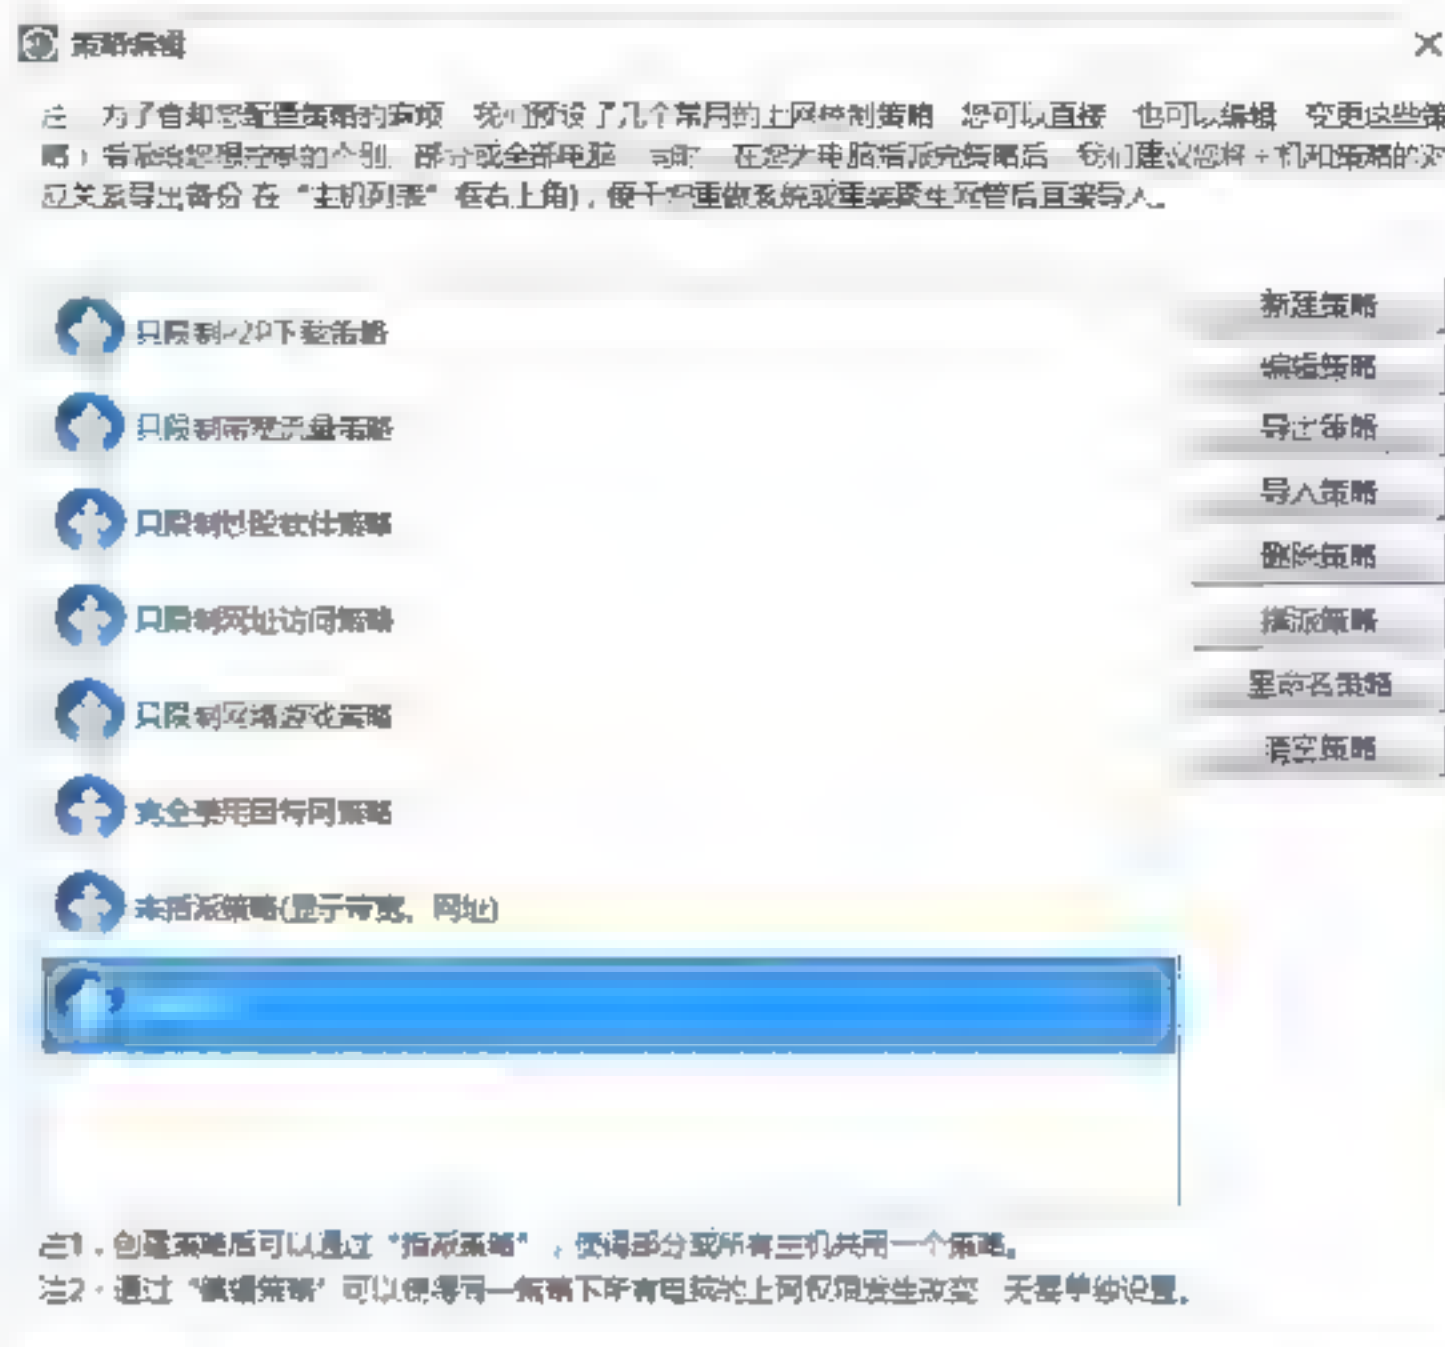 策略编辑
为了省却您配置策略的麻烦 我们预设了几个常用的上网控制策略 您可以直接 也可以编辑 变更这些策
略 指派给您想控制的个别 部分或全部电脑 同时 在您为电脑指派完策略后 我们建议您将主机和策略的对
应关系导出备份 在“主机列表”框右上角), 便于您重做系统或重装聚生网管后直接导入。
新建策略
只限制P2P下载策略
编辑策略
只限制带宽流量策略
导出策略
导入策略
只限制炒股软件策略
删除策略
只限制网址访问策略
指派策略
重命名策略
只限制网络游戏策略
清空策略
完全禁用因特网策略
未指派策略(显示带宽, 网址)
注1,创建策略后可以通过“指派策略”,使得部分或所有主机共用一个策略。
注2,通过“编辑策略”可以使得同一策略下所有电脑的上网权项发生改变 无需单独设置。